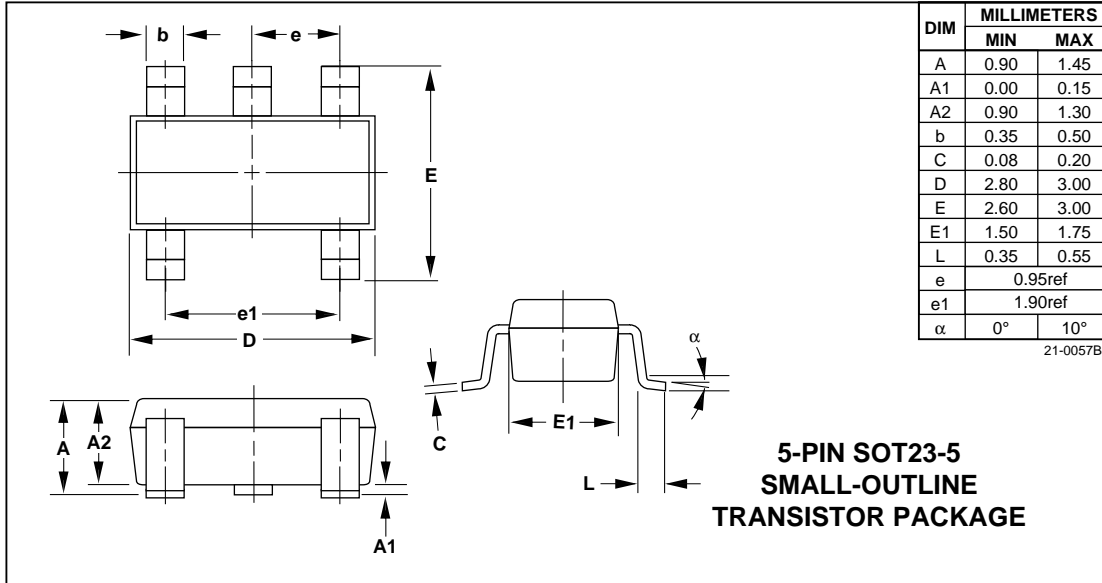 b
e
E
e1
D
A
A2
A1
C
E1
α
L
DIM MILLIMETERS
MIN MAX
A 0.90 1.45
A1 0.00 0.15
A2 0.90 1.30
b 0.35 0.50
C 0.08 0.20
D 2.80 3.00
E 2.60 3.00
E1 1.50 1.75
L 0.35 0.55
e 0.95ref
e1 1.90ref
α 0° 10°
21-0057B
5-PIN SOT23-5
SMALL-OUTLINE
TRANSISTOR PACKAGE